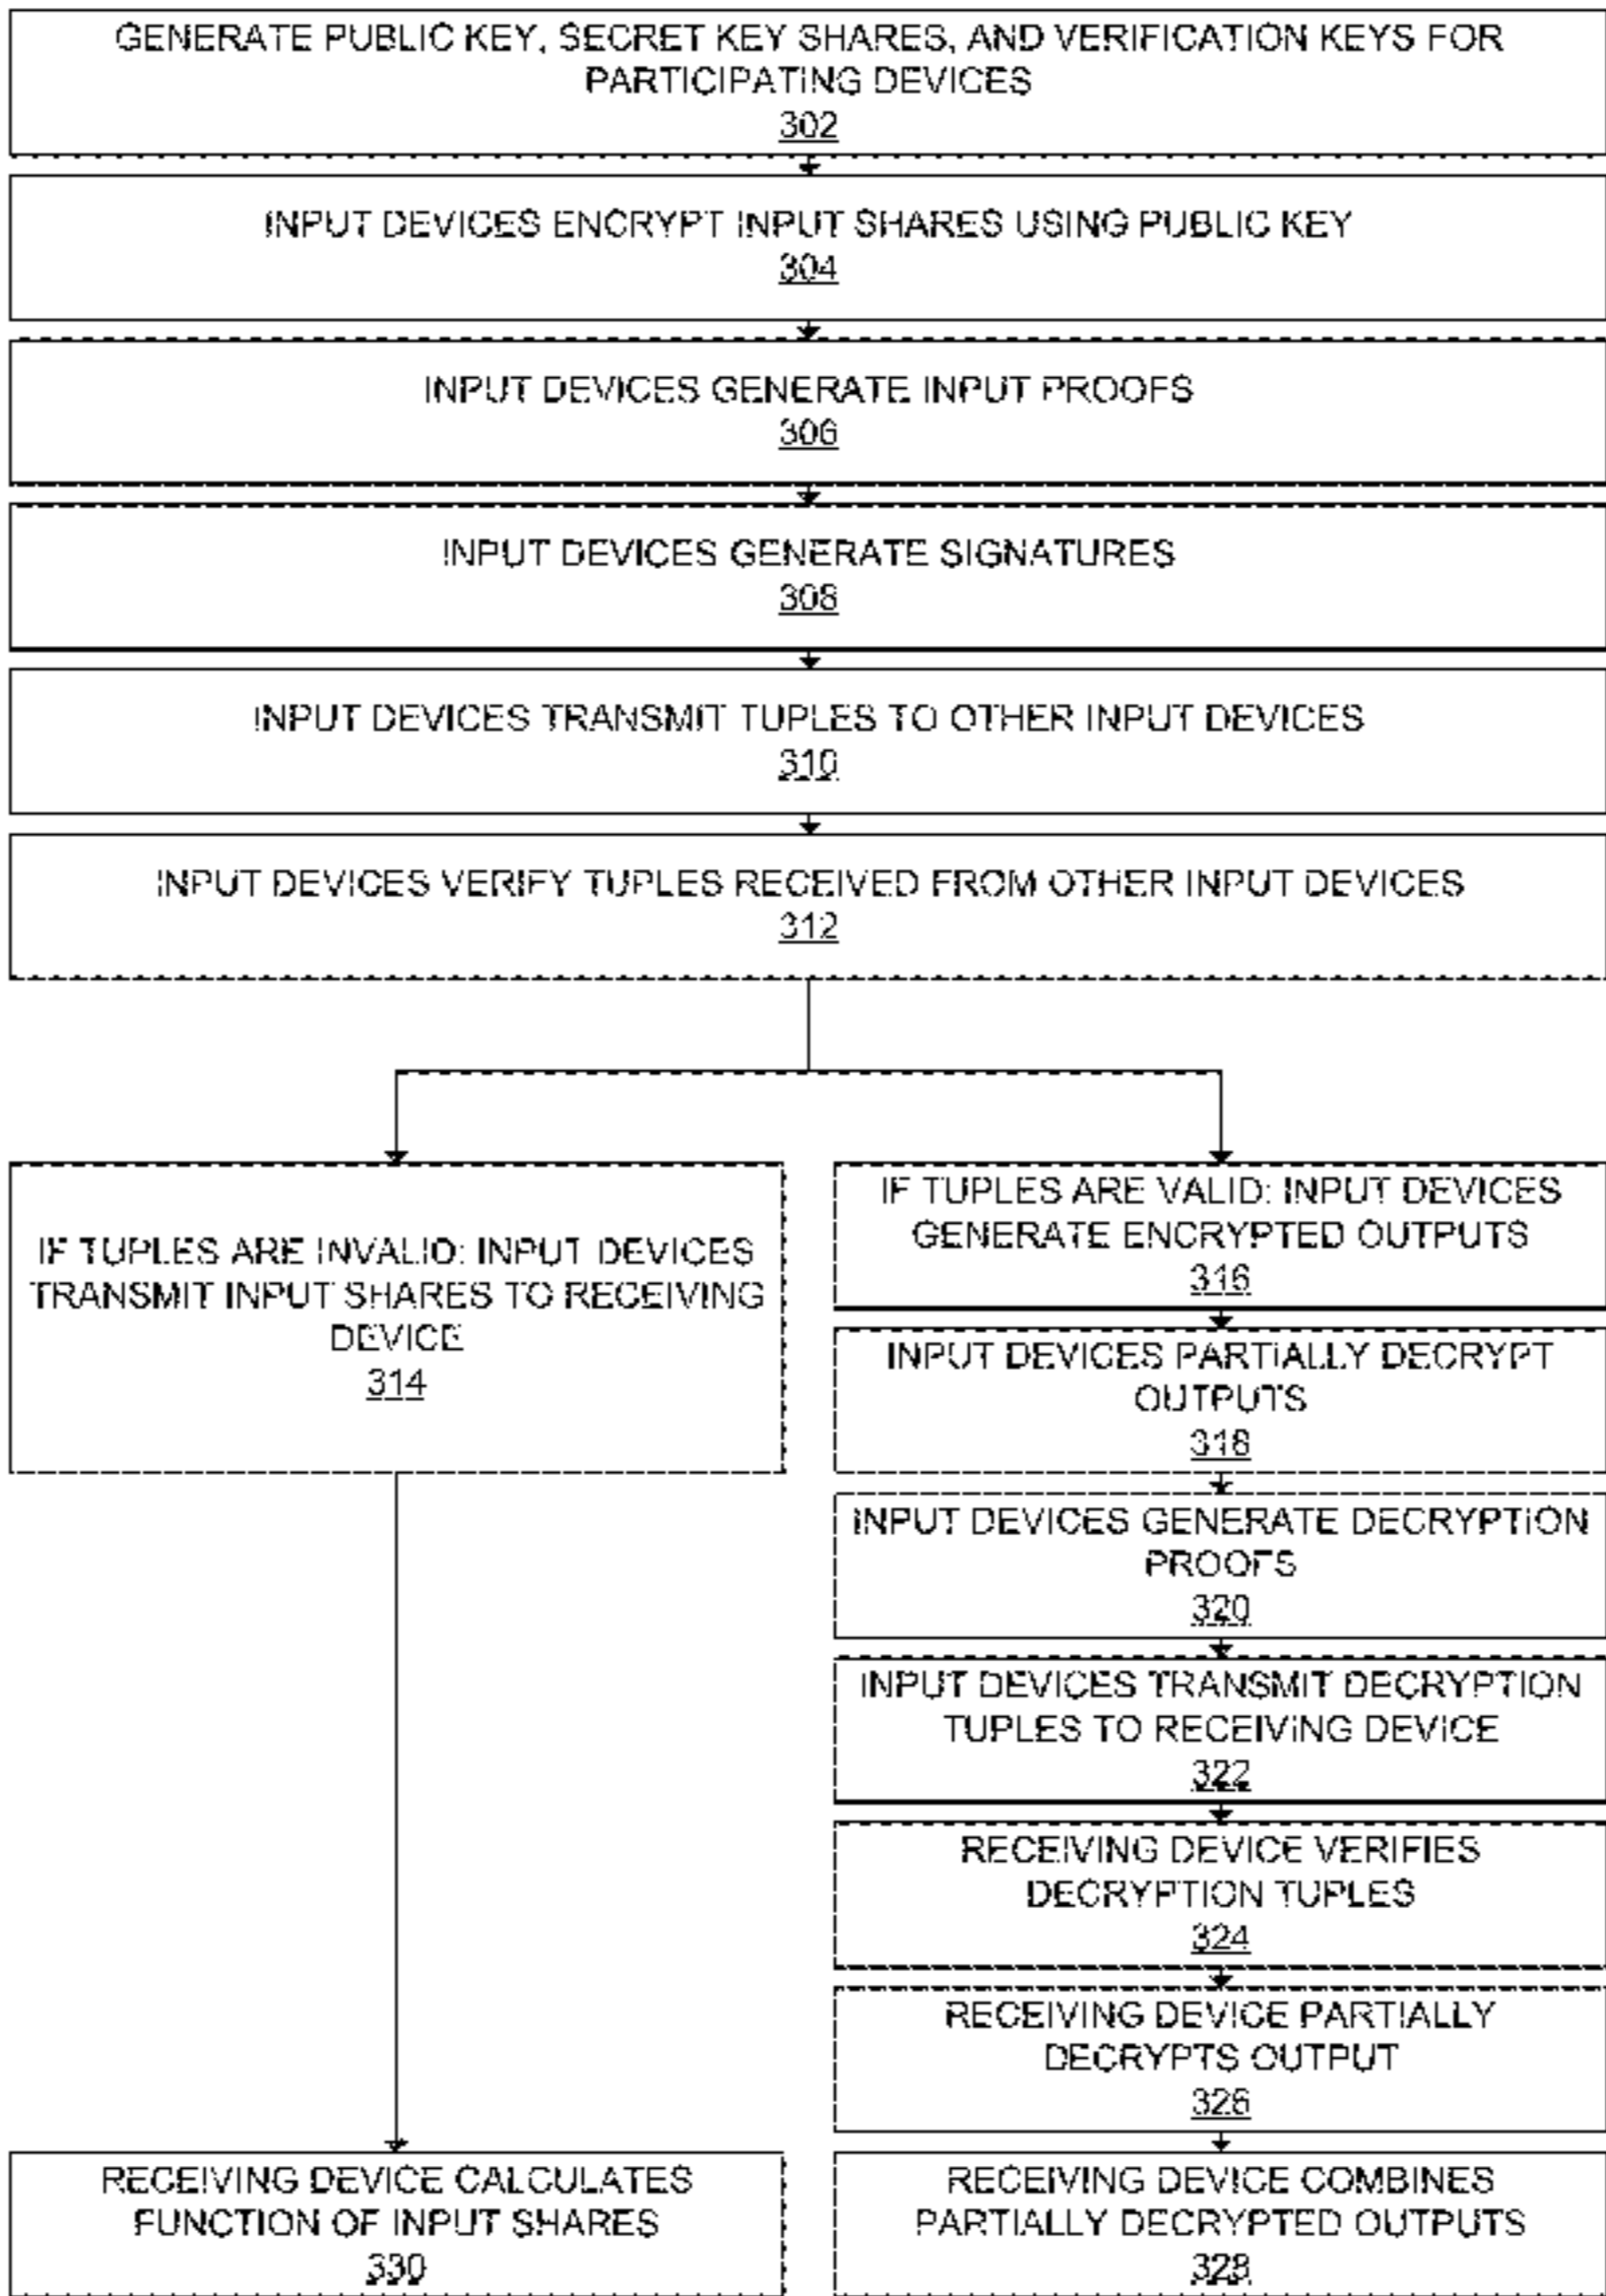 GENERATE PUBLIC KEY, SECRET KEY SHARES, AND VERIFICATION KEYS FOR
PARTICIPATING DEVICES
302
INPUT DEVICES ENCRYPT INPUT SHARES USING PUBLIC KEY
304
INPUT DEVICES GENERATE INPUT PROOFS
306
INPUT DEVICES GENERATE SIGNATURES
308
INPUT DEVICES TRANSMIT TUPLES TO OTHER INPUT DEVICES
310
INPUT DEVICES VERIFY TUPLES RECEIVED FROM OTHER INPUT DEVICES
312
IF TUPLES ARE INVALID: INPUT DEVICES
TRANSMIT INPUT SHARES TO RECEIVING
DEVICE
314
RECEIVING DEVICE CALCULATES
FUNCTION OF INPUT SHARES
330
IF TUPLES ARE VALID: INPUT DEVICES
GENERATE ENCRYPTED OUTPUTS
316
INPUT DEVICES PARTIALLY DECRYPT
OUTPUTS
318
INPUT DEVICES GENERATE DECRYPTION
PROOFS
320
INPUT DEVICES TRANSMIT DECRYPTION
TUPLES TO RECEIVING DEVICE
322
RECEIVING DEVICE VERIFIES
DECRYPTION TUPLES
324
RECEIVING DEVICE PARTIALLY
DECRYPTS OUTPUT
326
RECEIVING DEVICE COMBINES
PARTIALLY DECRYPTED OUTPUTS
328